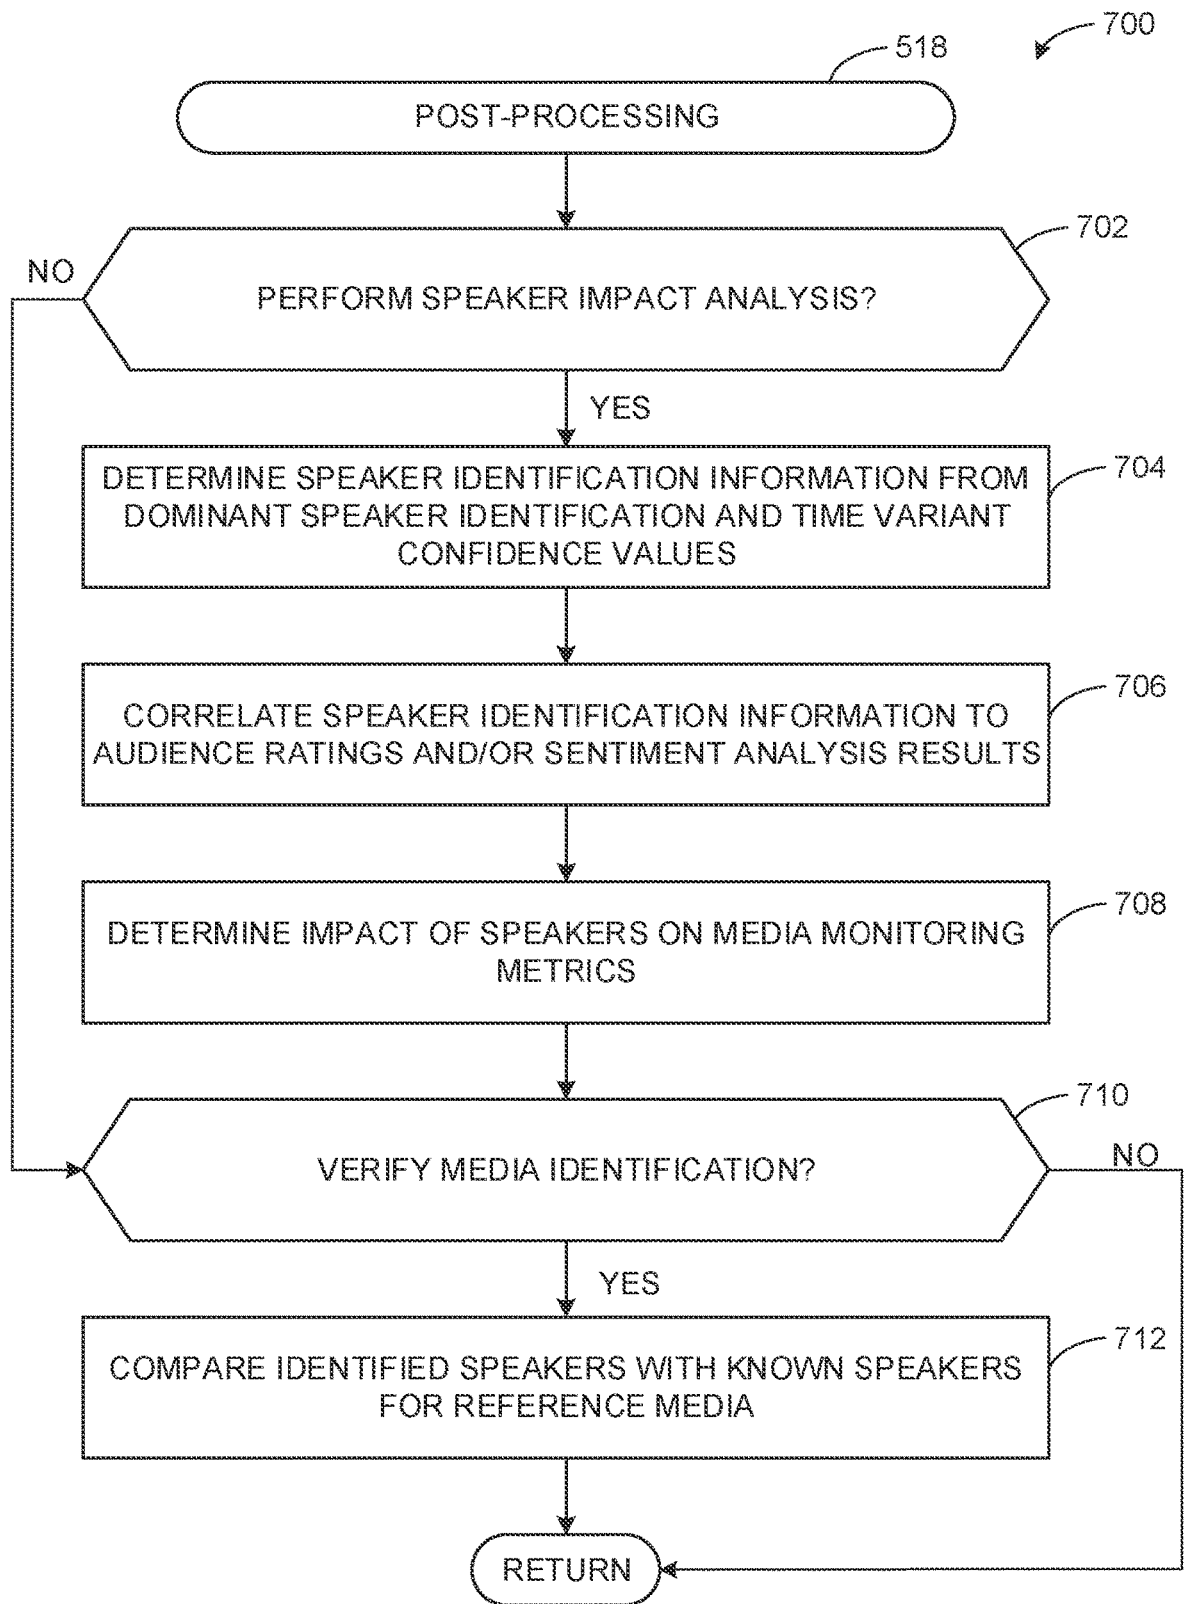 700
518
POST-PROCESSING
702
NO
PERFORM SPEAKER IMPACT ANALYSIS?
YES
704
DETERMINE SPEAKER IDENTIFICATION INFORMATION FROM
DOMINANT SPEAKER IDENTIFICATION AND TIME VARIANT
CONFIDENCE VALUES
706
CORRELATE SPEAKER IDENTIFICATION INFORMATION TO
AUDIENCE RATINGS AND/OR SENTIMENT ANALYSIS RESULTS
708
DETERMINE IMPACT OF SPEAKERS ON MEDIA MONITORING
METRICS
710
VERIFY MEDIA IDENTIFICATION?
NO
YES
712
COMPARE IDENTIFIED SPEAKERS WITH KNOWN SPEAKERS
FOR REFERENCE MEDIA
RETURN